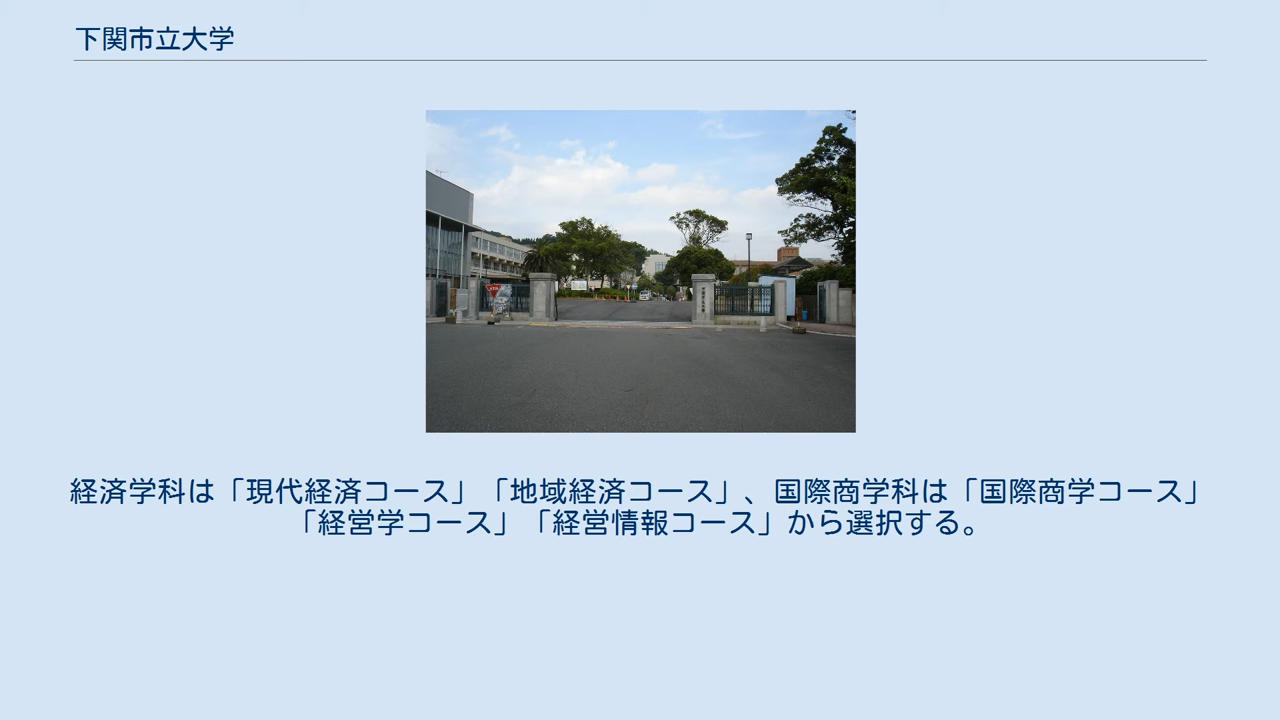 下関市立大学
経済学科は「現代経済コース」「地域経済コース」、国際商学科は「国際商学コース」
「経営学コース」「経営情報コース」から選択する。